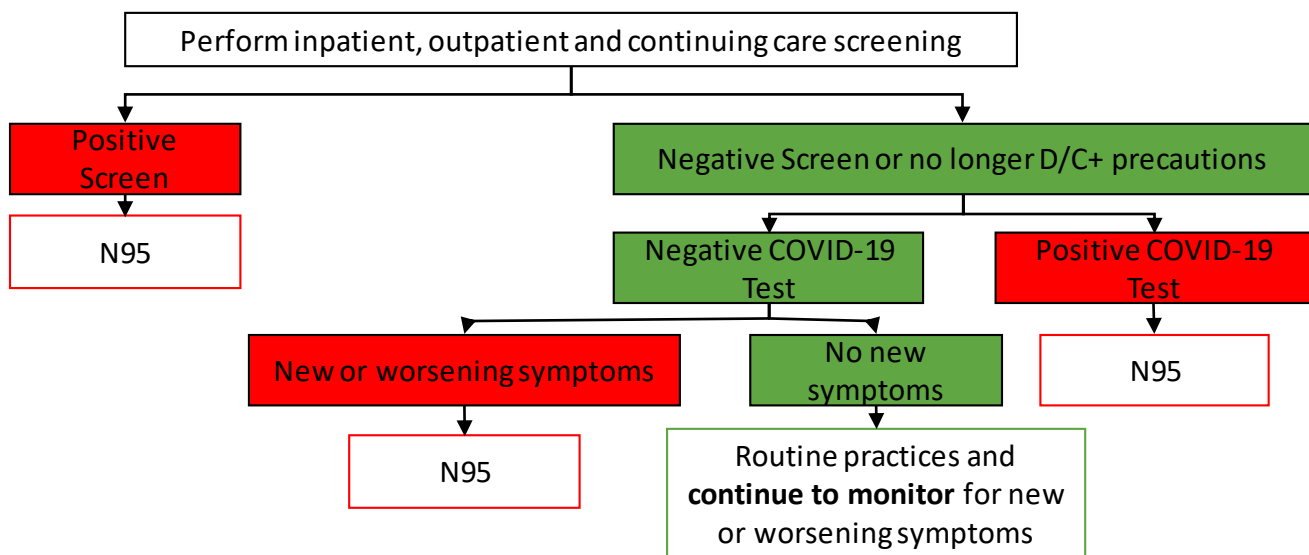 Perform inpatient, outpatient and continuing care screening
Positive
Screen
Negative Screen or no longer D/C+ precautions
N95
Negative COVID-19
Test
Positive COVID-19
Test
New or worsening symptoms
No new
symptoms
N95
N95
Routine practices and
continue to monitor for new
or worsening symptoms